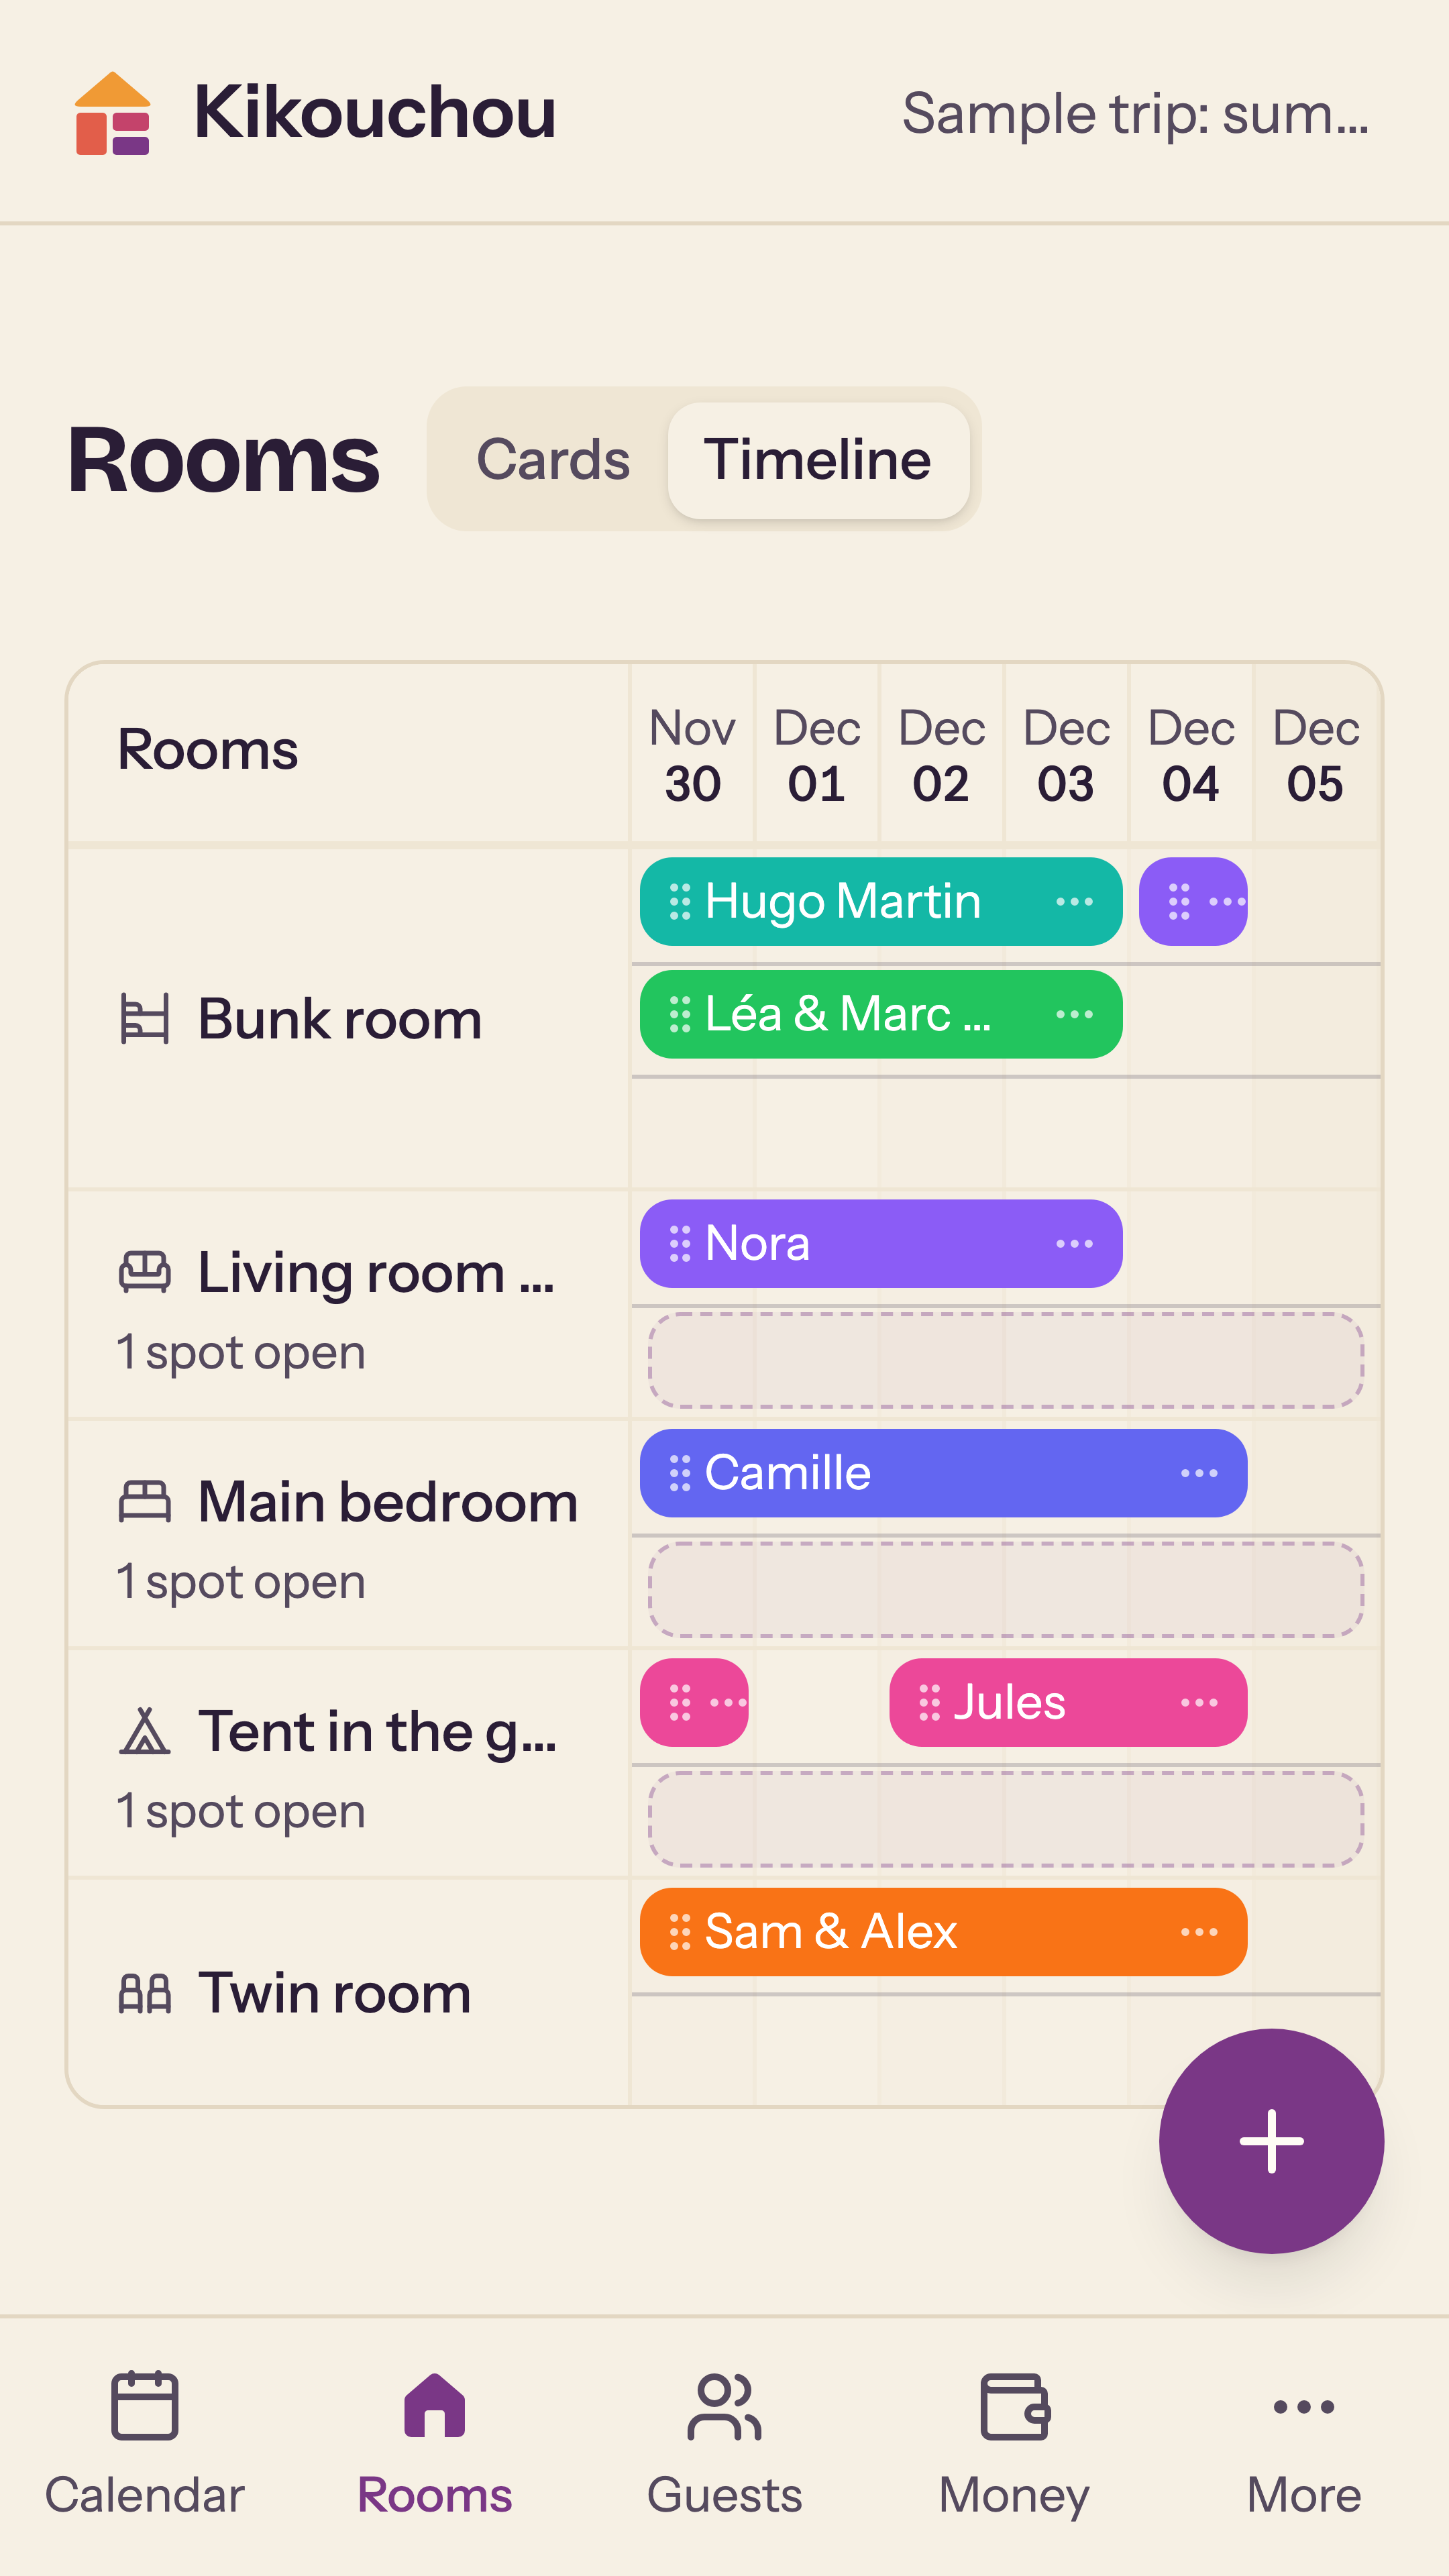 Kikouchou
Sample trip: sum...
Rooms
Cards
Timeline
Rooms
Nov 30
Dec 01
Dec 02
Dec 03
Dec 04
Dec 05
Bunk room
Hugo Martin
Léa & Marc ...
Living room ...
1 spot open
Nora
Main bedroom
1 spot open
Camille
Tent in the g...
1 spot open
Jules
Twin room
Sam & Alex
Calendar
Rooms
Guests
Money
More